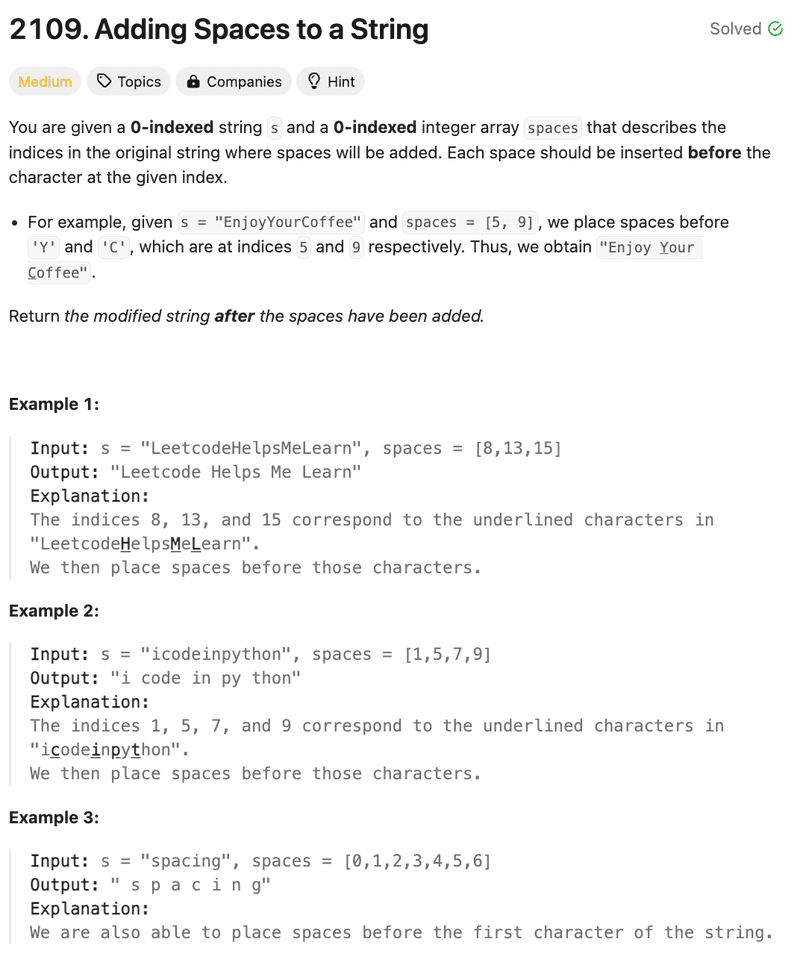 2109. Adding Spaces to a String
Solved
Medium Topics Companies Hint
You are given a 0-indexed string s and a 0-indexed integer array spaces that describes the
indices in the original string where spaces will be added. Each space should be inserted before the
character at the given index.
• For example, given s = "EnjoyYourCoffee" and spaces = [5, 9], we place spaces before
'Y' and 'C', which are at indices 5 and 9 respectively. Thus, we obtain "Enjoy Your
Coffee".
Return the modified string after the spaces have been added.
Example 1:
Input: s = "LeetcodeHelpsMeLearn", spaces = [8,13,15]
Output: "Leetcode Helps Me Learn"
Explanation:
The indices 8, 13, and 15 correspond to the underlined characters in
"LeetcodeHelpsMeLearn".
We then place spaces before those characters.
Example 2:
Input: s = "icodeinpython", spaces = [1,5,7,9]
Output: "i code in py thon"
Explanation:
The indices 1, 5, 7, and 9 correspond to the underlined characters in
"icodeinpython".
We then place spaces before those characters.
Example 3:
Input: s = "spacing", spaces = [0,1,2,3,4,5,6]
Output: " s p a c i n g"
Explanation:
We are also able to place spaces before the first character of the string.